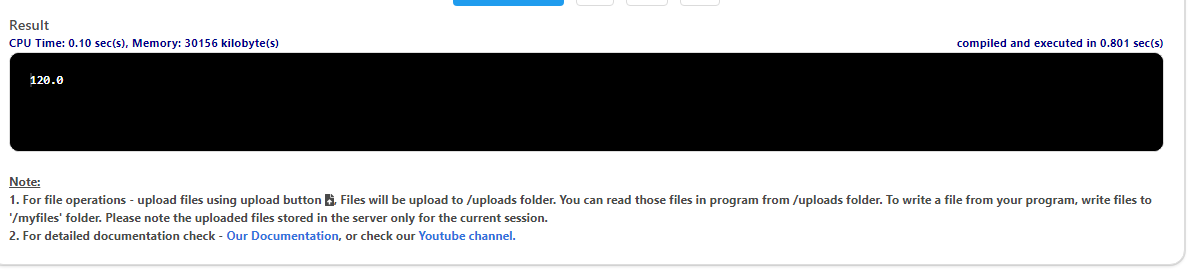 Result
CPU Time: 0.10 sec(s), Memory: 30156 kilobyte(s)
compiled and executed in 0.801 sec(s)
120.0
Note:
1. For file operations - upload files using upload button , Files will be upload to /uploads folder. You can read those files in program from /uploads folder. To write a file from your program, write files to
'/myfiles' folder. Please note the uploaded files stored in the server only for the current session.
2. For detailed documentation check - Our Documentation, or check our Youtube channel.